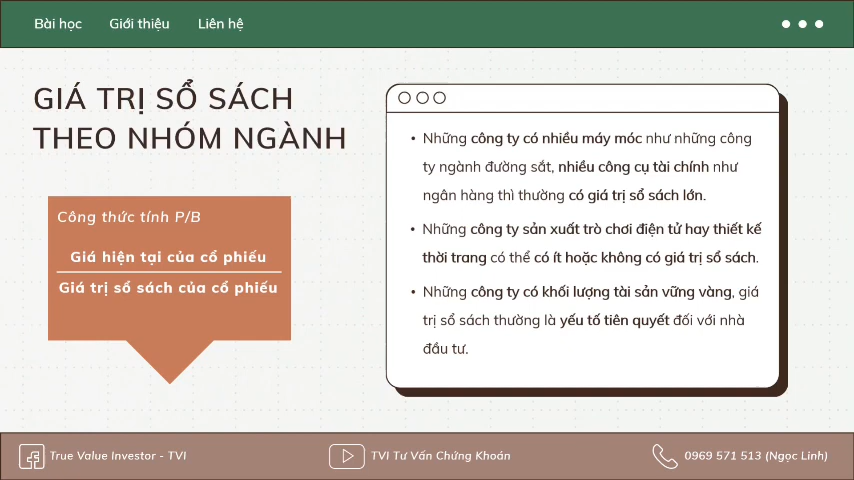 Bài học Giới thiệu Liên hệ
GIÁ TRỊ SỔ SÁCH
THEO NHÓM NGÀNH
Công thức tính P/B
Giá hiện tại của cổ phiếu
Giá trị sổ sách của cổ phiếu
• Những công ty có nhiều máy móc như những công
ty ngành đường sắt, nhiều công cụ tài chính như
ngân hàng thì thường có giá trị sổ sách lớn.
• Những công ty sản xuất trò chơi điện tử hay thiết kế
thời trang có thể có ít hoặc không có giá trị sổ sách.
• Những công ty có khối lượng tài sản vững vàng, giá
trị sổ sách thường là yếu tố tiên quyết đối với nhà
đầu tư.
True Value Investor - TVI
TVI Tư Vấn Chứng Khoán
0969 571 513 (Ngọc Linh)